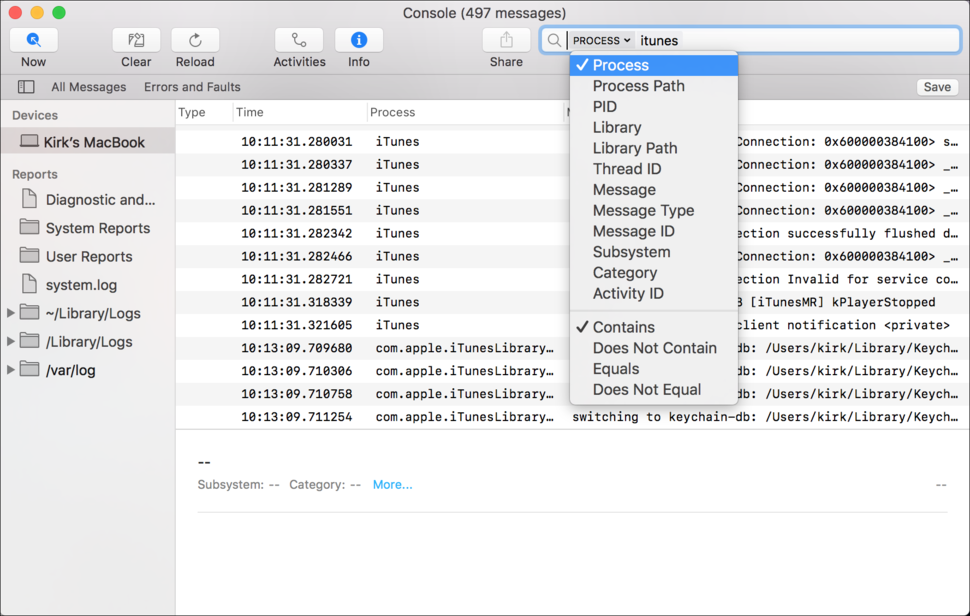 Console (497 messages)
Now
Clear
Reload
Activities
Info
Share
PROCESS itunes
All Messages Errors and Faults Save
Devices
Kirk's MacBook
Reports
Diagnostic and...
System Reports
User Reports
system.log
~/Library/Logs
/Library/Logs
/var/log
Type Time Process
10:11:31.280031 iTunes Connection: 0x600000384100> s…
10:11:31.280337 iTunes Connection: 0x600000384100> _…
10:11:31.281289 iTunes Connection: 0x600000384100> _…
10:11:31.281551 iTunes Connection: 0x600000384100> _…
10:11:31.282342 iTunes ection successfully flushed d…
10:11:31.282466 iTunes Connection: 0x600000384100> _…
10:11:31.282721 iTunes ection Invalid for service co…
10:11:31.318339 iTunes [iTunesMR] kPlayerStopped
10:11:31.321605 iTunes client notification <private>
10:13:09.709680 com.apple.iTunesLibrary… db: /Users/kirk/Library/Keych…
10:13:09.710306 com.apple.iTunesLibrary… db: /Users/kirk/Library/Keych…
10:13:09.710758 com.apple.iTunesLibrary… db: /Users/kirk/Library/Keych…
10:13:09.711254 com.apple.iTunesLibrary… switching to keychain-db: /Users/kirk/Library/Keych…
Process
Process Path
PID
Library
Library Path
Thread ID
Message
Message Type
Message ID
Subsystem
Category
Activity ID
Contains
Does Not Contain
Equals
Does Not Equal
--
Subsystem: -- Category: -- More... --